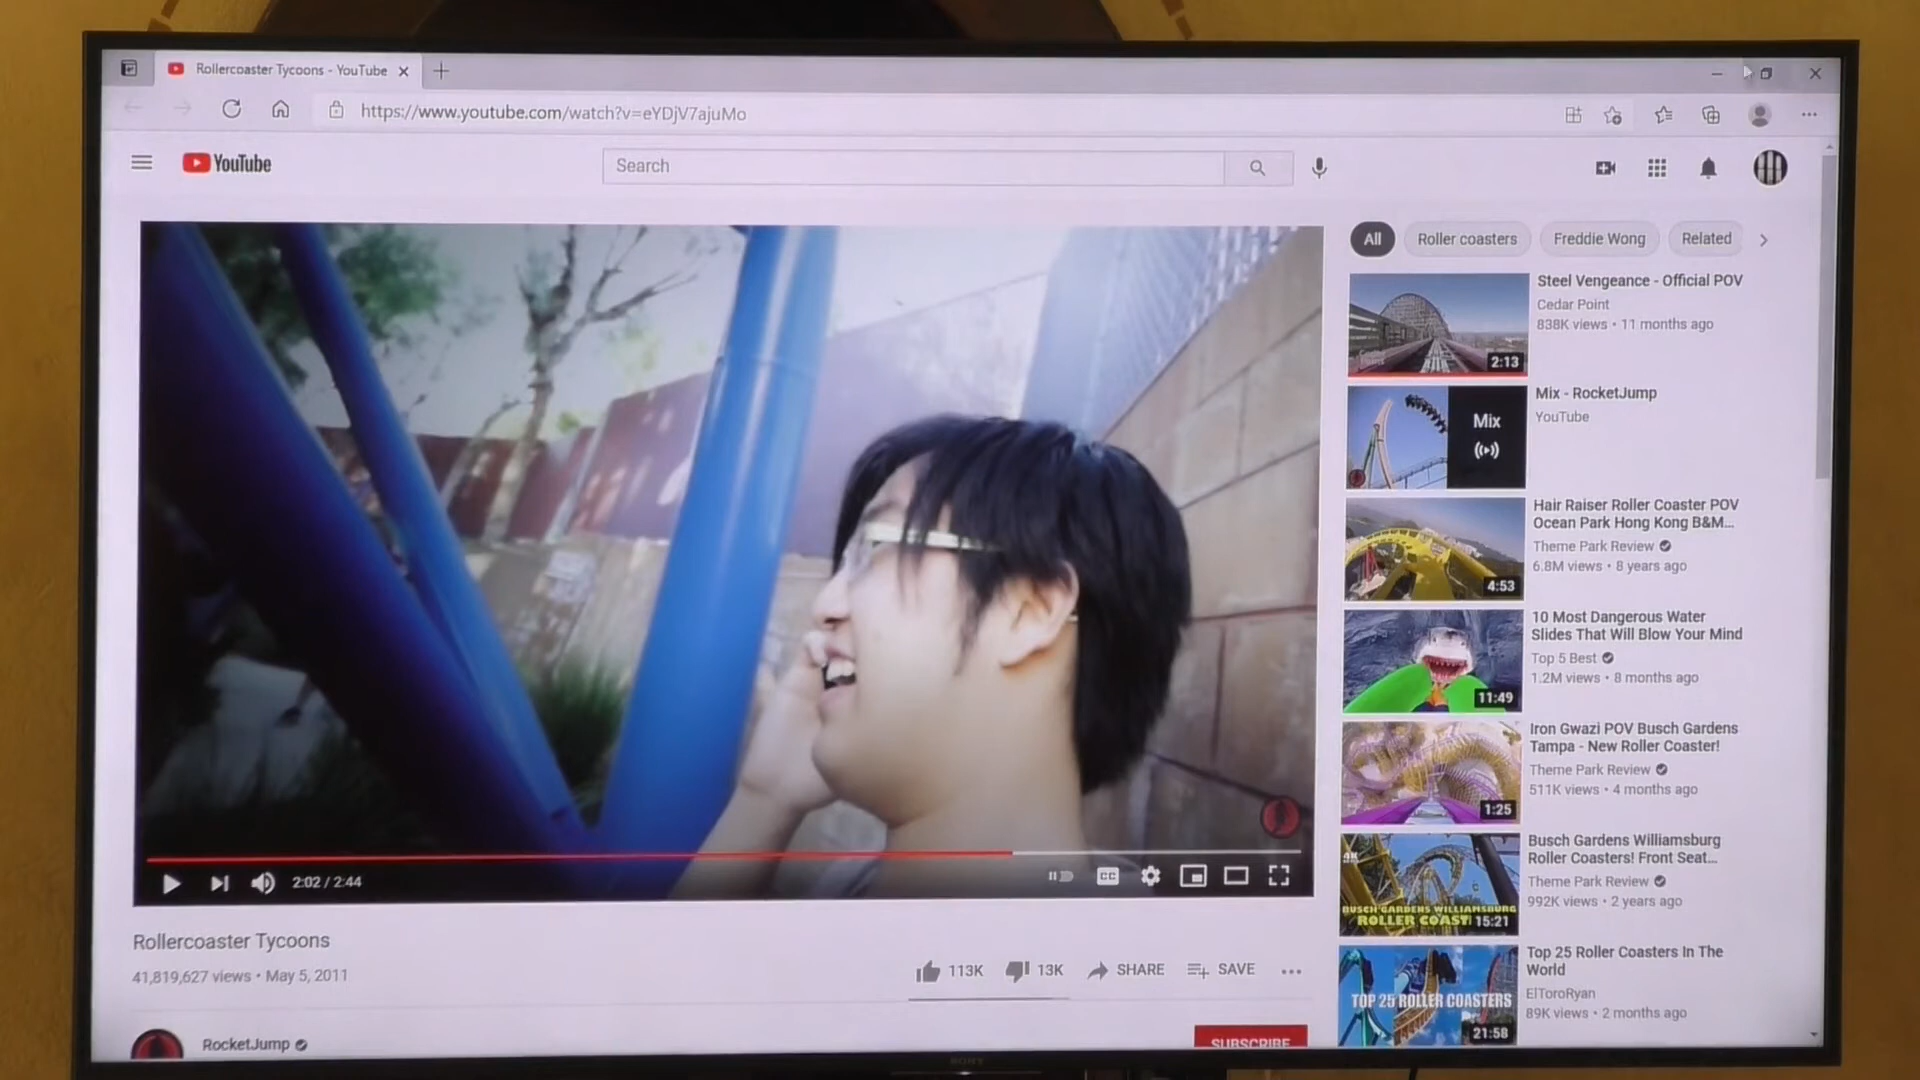 Rollercoaster Tycoons - YouTube
https://www.youtube.com/watch?v=eYDjV7ajuMo
YouTube
Search
All
Roller coasters
Freddie Wong
Related
Steel Vengeance - Official POV
Cedar Point
838K views • 11 months ago
2:13
Mix - RocketJump
YouTube
Mix
Hair Raiser Roller Coaster POV
Ocean Park Hong Kong B&M...
Theme Park Review
6.8M views • 8 years ago
4:53
10 Most Dangerous Water
Slides That Will Blow Your Mind
Top 5 Best
1.2M views • 8 months ago
11:49
Iron Gwazi POV Busch Gardens
Tampa - New Roller Coaster!
Theme Park Review
511K views • 4 months ago
1:25
Busch Gardens Williamsburg
Roller Coasters! Front Seat...
Theme Park Review
992K views • 2 years ago
4K
BUSCH GARDENS WILLIAMSBURG
ROLLER COAST
15:21
Top 25 Roller Coasters In The
World
ElToroRyan
89K views • 2 months ago
TOP 25 ROLLER COASTERS
21:58
2:02 / 2:44
CC
Rollercoaster Tycoons
41,819,627 views • May 5, 2011
113K
13K
SHARE
SAVE
RocketJump
SUBSCRIBE
SONY